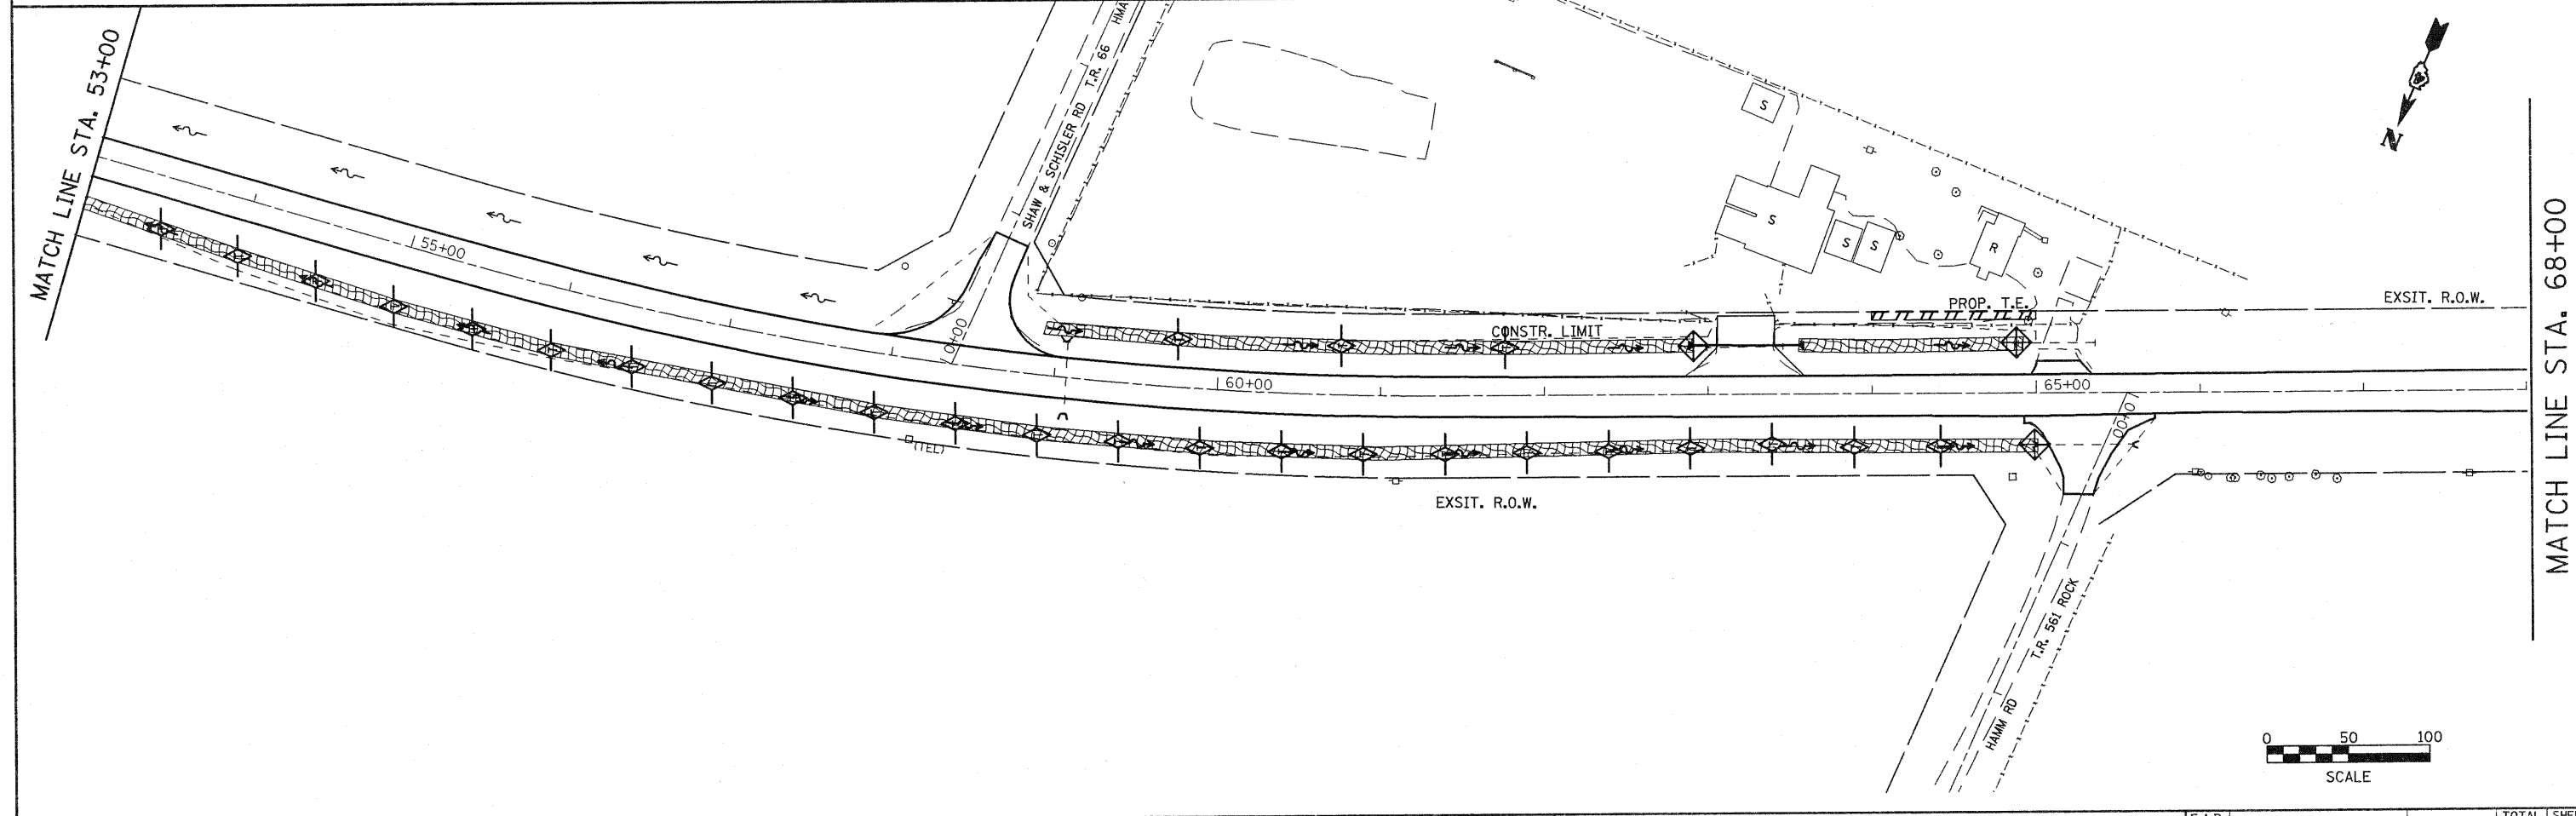 MATCH LINE STA. 53+00
55+00
SHAW & SCHISLER RD T.R. 66 HMA
0+00
S
S
S
S
R
N
PROP. T.E.
EXSIT. R.O.W.
CONSTR. LIMIT
60+00
65+00
00+0
(TEL)
EXSIT. R.O.W.
HAMM RD T.R. 561 ROCK
MATCH LINE STA. 68+00
0 50 100
SCALE
F.A.P. TOTAL